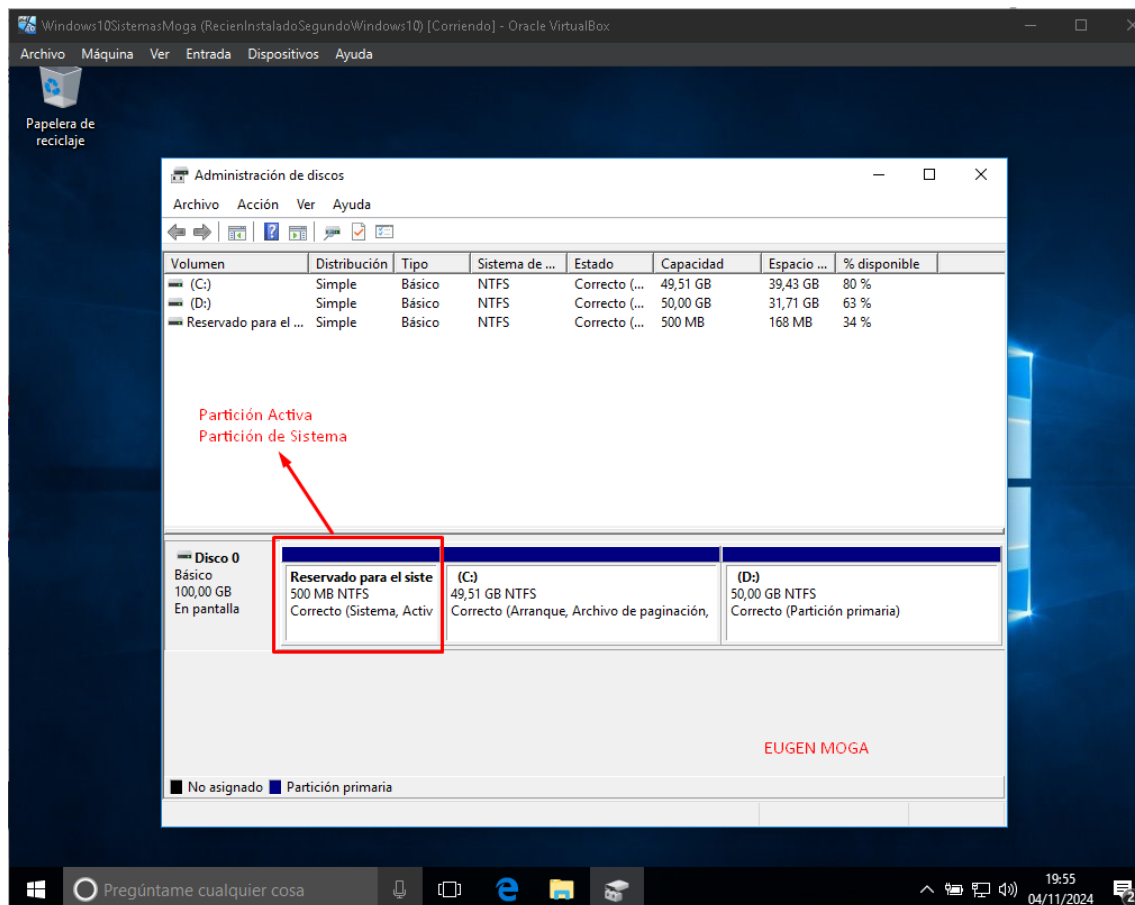 Windows10SistemasMoga (RecienInstaladoSegundoWindows10) [Corriendo] - Oracle VirtualBox
Archivo Máquina Ver Entrada Dispositivos Ayuda
Papelera de
reciclaje
Administración de discos
Archivo Acción Ver Ayuda
Volumen Distribución Tipo Sistema de ... Estado Capacidad Espacio ... % disponible
(C:) Simple Básico NTFS Correcto (... 49,51 GB 39,43 GB 80 %
(D:) Simple Básico NTFS Correcto (... 50,00 GB 31,71 GB 63 %
Reservado para el ... Simple Básico NTFS Correcto (... 500 MB 168 MB 34 %
Partición Activa
Partición de Sistema
Disco 0
Básico
100,00 GB
En pantalla
Reservado para el siste
500 MB NTFS
Correcto (Sistema, Activ
(C:)
49,51 GB NTFS
Correcto (Arranque, Archivo de paginación,
(D:)
50,00 GB NTFS
Correcto (Partición primaria)
EUGEN MOGA
No asignado Partición primaria
Pregúntame cualquier cosa
19:55
04/11/2024
2